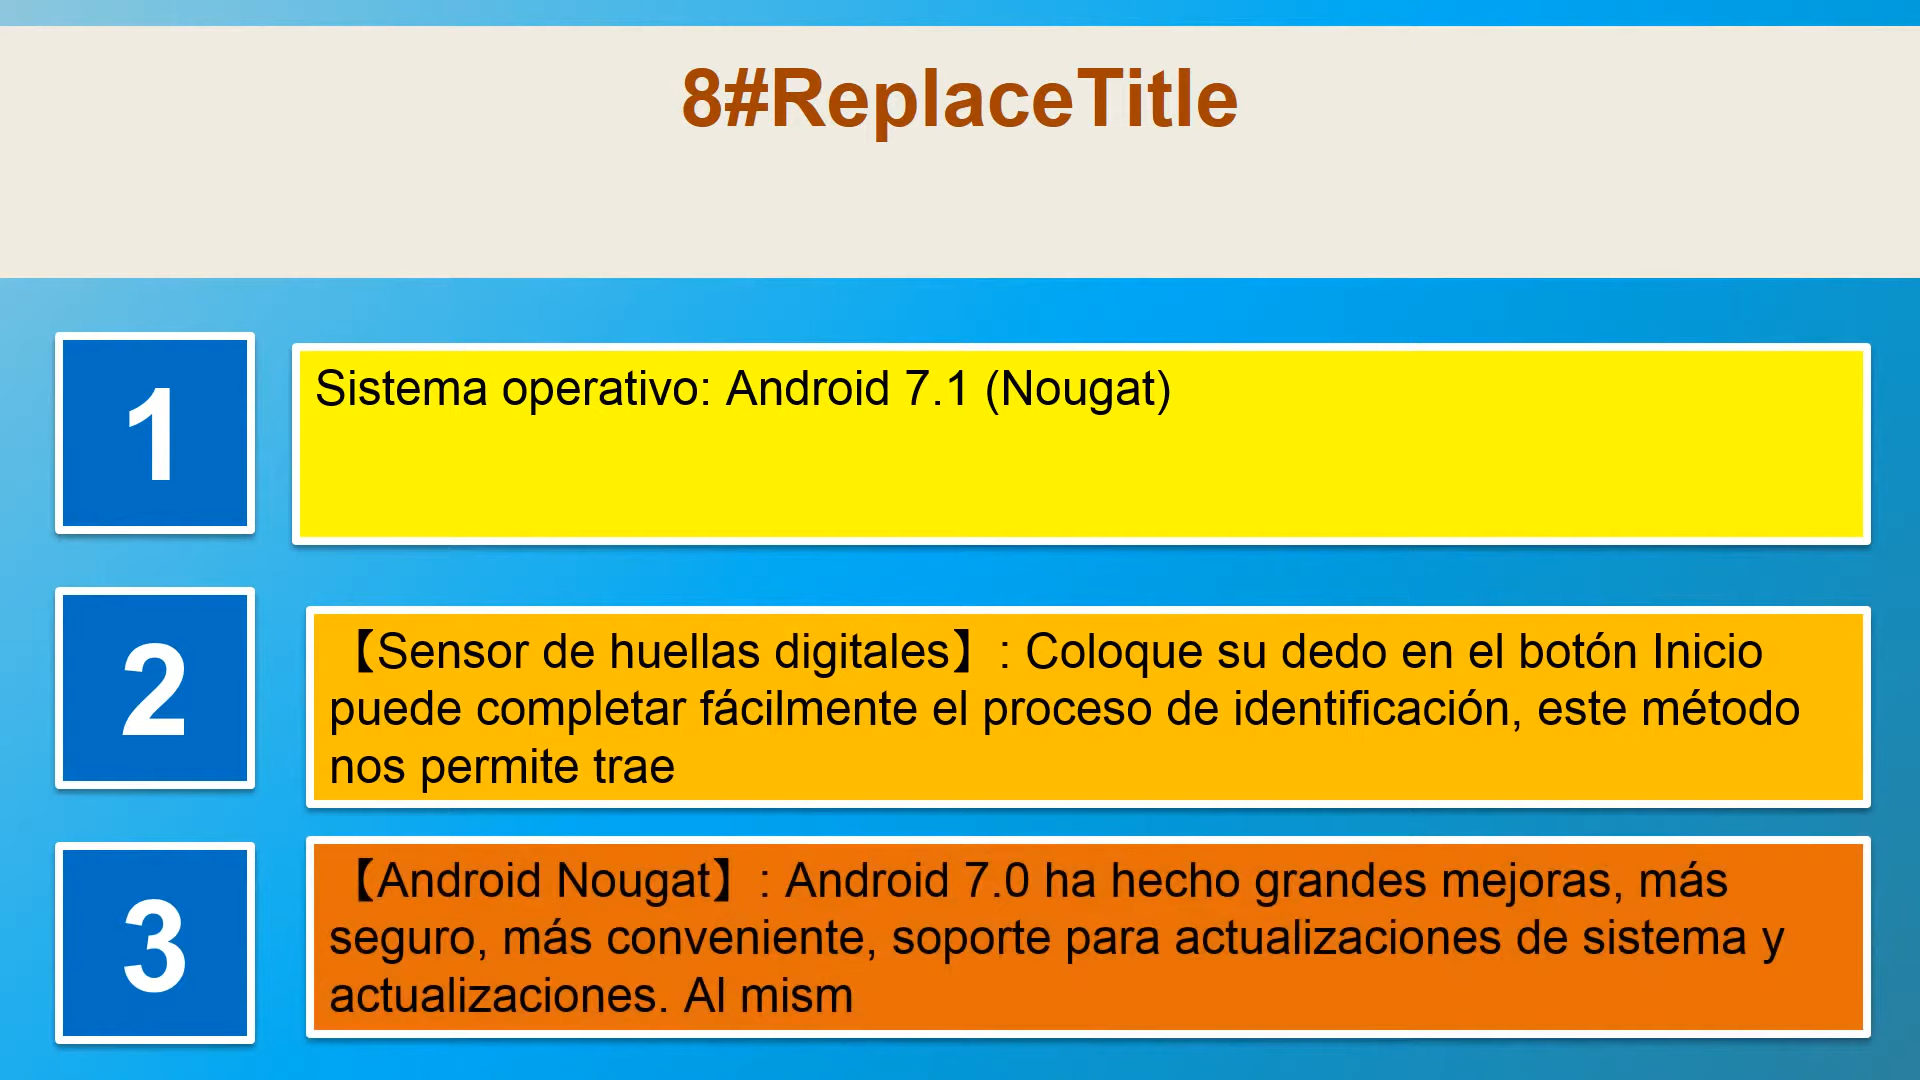 8#ReplaceTitle
1
Sistema operativo: Android 7.1 (Nougat)
2
【Sensor de huellas digitales】: Coloque su dedo en el botón Inicio
puede completar fácilmente el proceso de identificación, este método
nos permite trae
3
【Android Nougat】: Android 7.0 ha hecho grandes mejoras, más
seguro, más conveniente, soporte para actualizaciones de sistema y
actualizaciones. Al mism